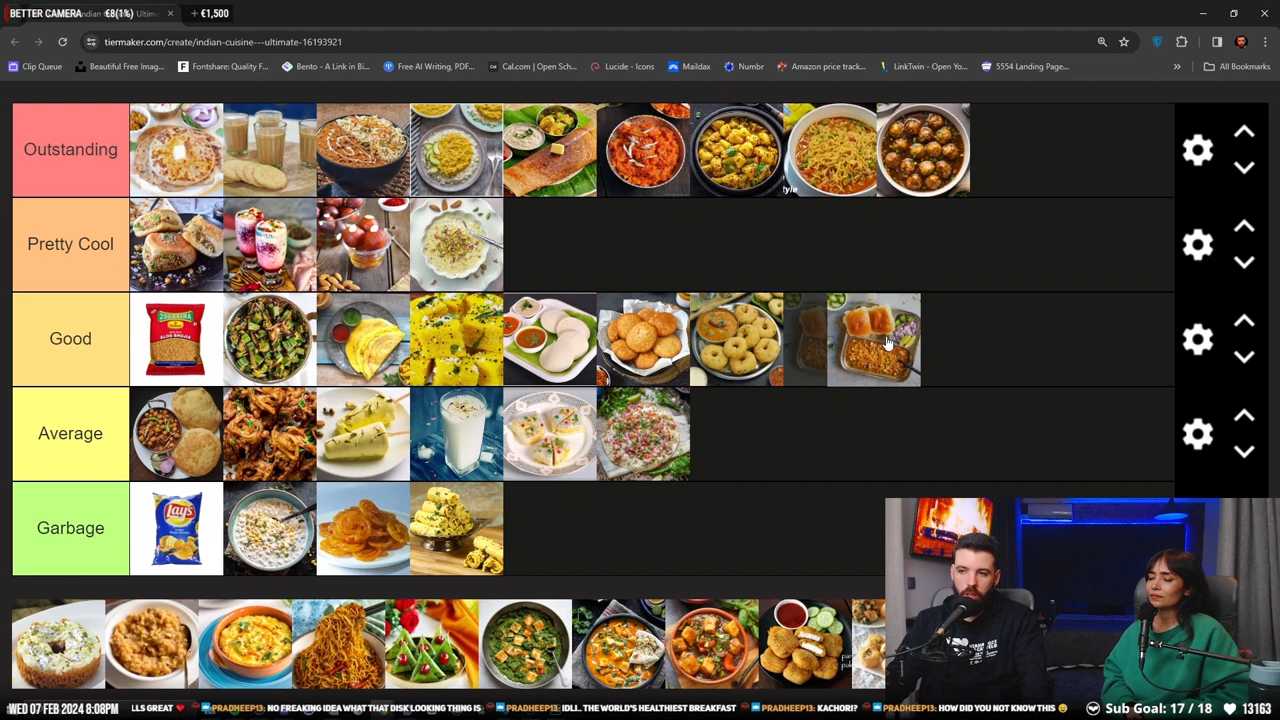 BETTER CAMERA €8(1%) + €1,500
tiermaker.com/create/indian-cuisine---ultimate-16193921
Clip Queue Beautiful Free Imag... Fontshare: Quality F... Bento - A Link in Bi... Free AI Writing, PDF... Cal.com | Open Sch... Lucide - Icons Maildax Numbr Amazon price track... LinkTwin - Open Yo... 5554 Landing Page... » All Bookmarks
Outstanding
tyle
Pretty Cool
Good
ALOO BHUJIA
Average
Garbage
Lay's
WED 07 FEB 2024 8:08PM LLS GREAT PRADHEEP13: NO FREAKING IDEA WHAT THAT DISK LOOKING THING IS PRADHEEP13: IDLI.. THE WORLD'S HEALTHIEST BREAKFAST PRADHEEP13: KACHORI? PRADHEEP13: HOW DID YOU NOT KNOW THIS Sub Goal: 17 / 18 13163